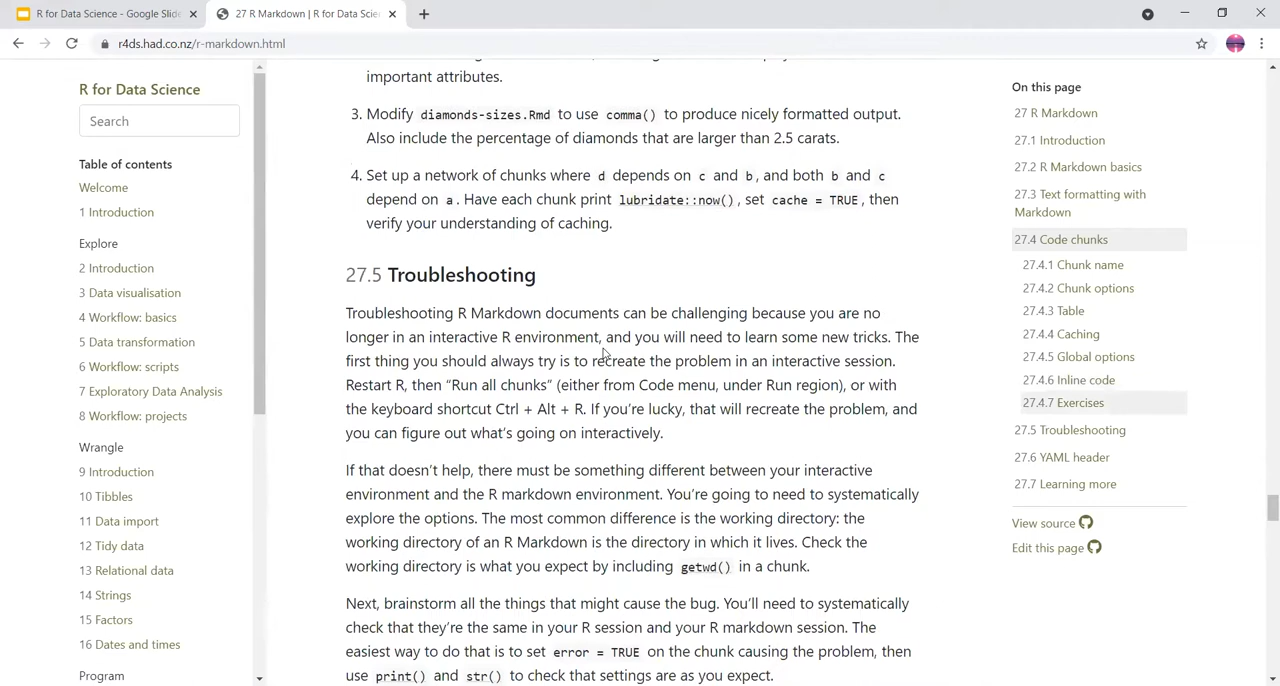 R for Data Science - Google Slide
27 R Markdown | R for Data Scien
r4ds.had.co.nz/r-markdown.html
R for Data Science
Search
Table of contents
Welcome
1 Introduction
Explore
2 Introduction
3 Data visualisation
4 Workflow: basics
5 Data transformation
6 Workflow: scripts
7 Exploratory Data Analysis
8 Workflow: projects
Wrangle
9 Introduction
10 Tibbles
11 Data import
12 Tidy data
13 Relational data
14 Strings
15 Factors
16 Dates and times
Program
important attributes.
3. Modify diamonds-sizes.Rmd to use comma() to produce nicely formatted output.
Also include the percentage of diamonds that are larger than 2.5 carats.
4. Set up a network of chunks where d depends on c and b, and both b and c
depend on a. Have each chunk print lubridate::now(), set cache = TRUE, then
verify your understanding of caching.
27.5 Troubleshooting
Troubleshooting R Markdown documents can be challenging because you are no
longer in an interactive R environment, and you will need to learn some new tricks. The
first thing you should always try is to recreate the problem in an interactive session.
Restart R, then “Run all chunks” (either from Code menu, under Run region), or with
the keyboard shortcut Ctrl + Alt + R. If you’re lucky, that will recreate the problem, and
you can figure out what’s going on interactively.
If that doesn’t help, there must be something different between your interactive
environment and the R markdown environment. You’re going to need to systematically
explore the options. The most common difference is the working directory: the
working directory of an R Markdown is the directory in which it lives. Check the
working directory is what you expect by including getwd() in a chunk.
Next, brainstorm all the things that might cause the bug. You’ll need to systematically
check that they’re the same in your R session and your R markdown session. The
easiest way to do that is to set error = TRUE on the chunk causing the problem, then
use print() and str() to check that settings are as you expect.
On this page
27 R Markdown
27.1 Introduction
27.2 R Markdown basics
27.3 Text formatting with
Markdown
27.4 Code chunks
27.4.1 Chunk name
27.4.2 Chunk options
27.4.3 Table
27.4.4 Caching
27.4.5 Global options
27.4.6 Inline code
27.4.7 Exercises
27.5 Troubleshooting
27.6 YAML header
27.7 Learning more
View source
Edit this page